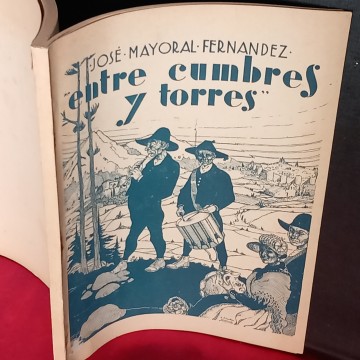 · JOSÉ · MAYORAL · FERNANDEZ ·
"entre cumbres
y torres"